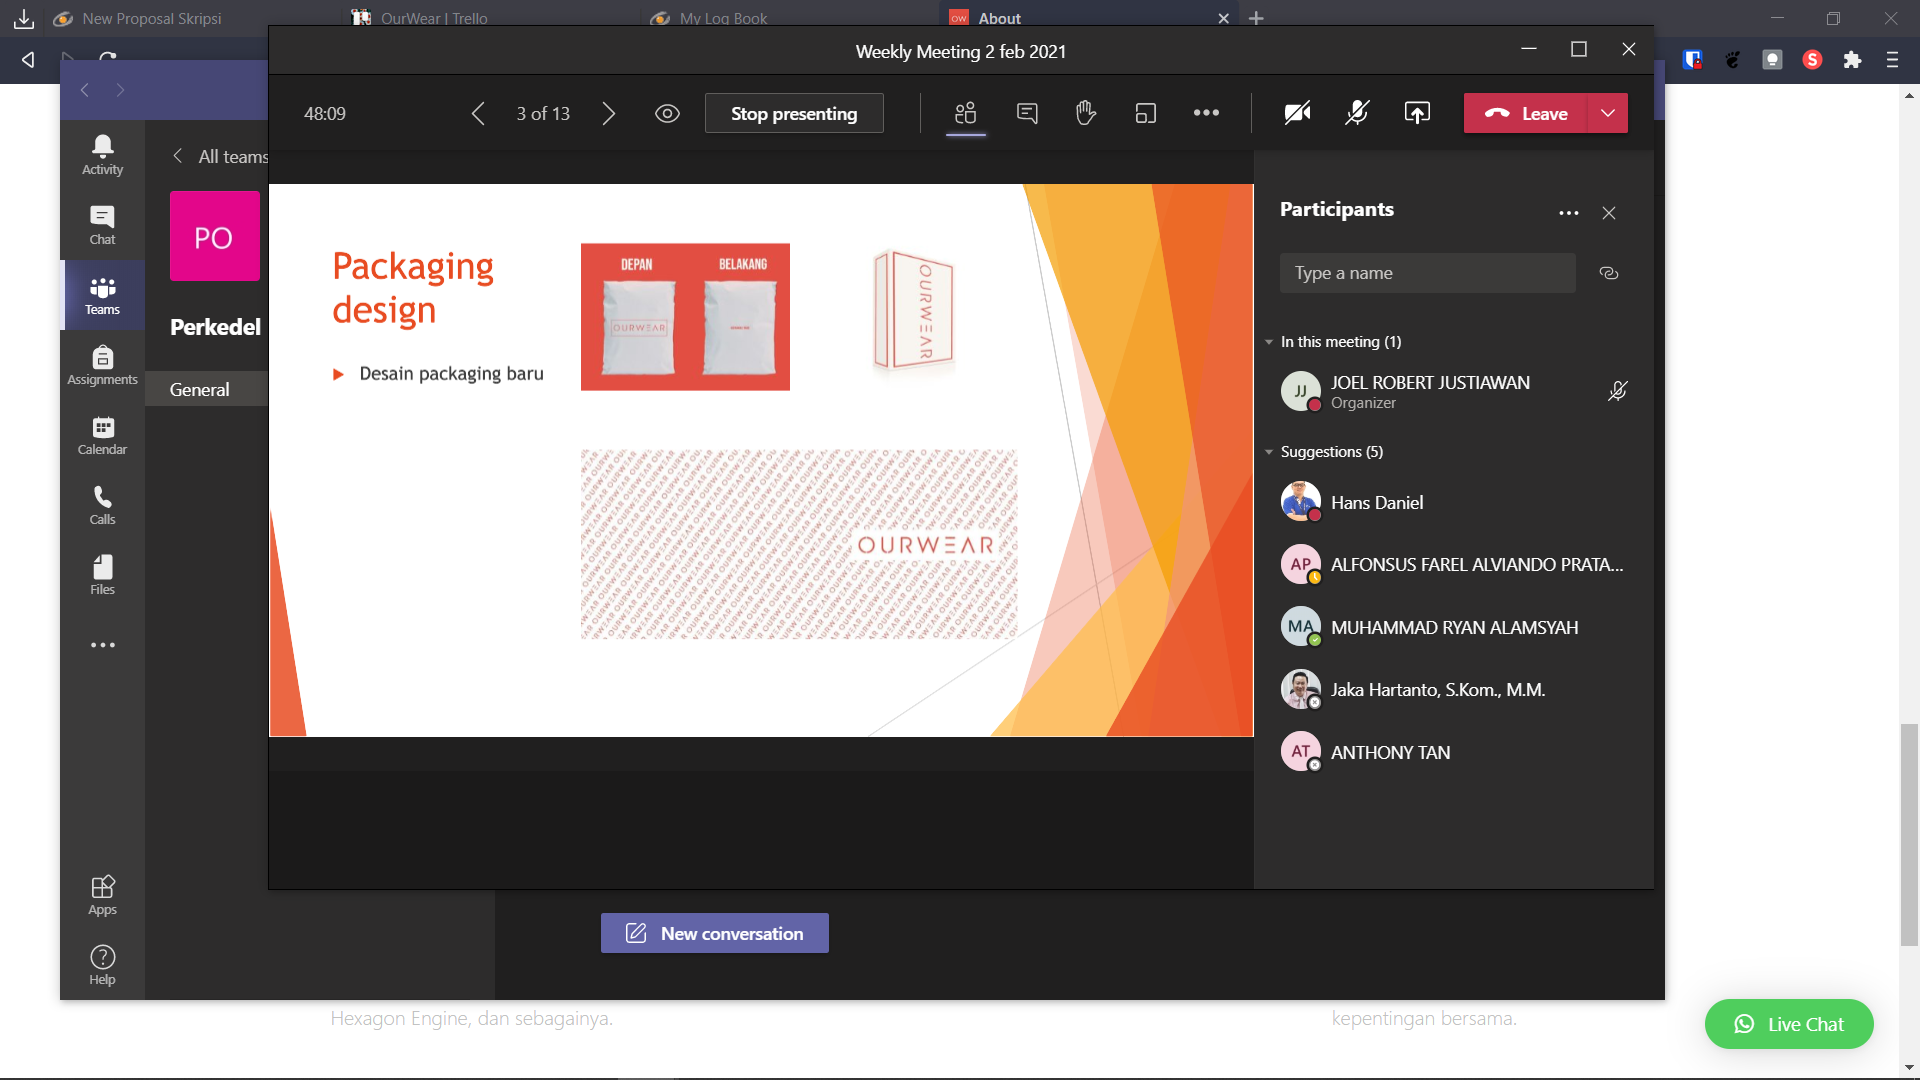 New Proposal Skripsi
OurWear | Trello
My Log Book
OW About
Weekly Meeting 2 feb 2021
48:09
3 of 13
Stop presenting
Leave
Activity
Chat
Teams
Assignments
Calendar
Calls
Files
Apps
Help
All teams
PO
Perkedel
General
Packaging
design
Desain packaging baru
DEPAN
BELAKANG
OURWEAR
OURWEAR
OURWEAR
Participants
Type a name
In this meeting (1)
JJ
JOEL ROBERT JUSTIAWAN
Organizer
Suggestions (5)
Hans Daniel
AP
ALFONSUS FAREL ALVIANDO PRATA...
MA
MUHAMMAD RYAN ALAMSYAH
Jaka Hartanto, S.Kom., M.M.
AT
ANTHONY TAN
New conversation
Hexagon Engine, dan sebagainya.
kepentingan bersama.
Live Chat